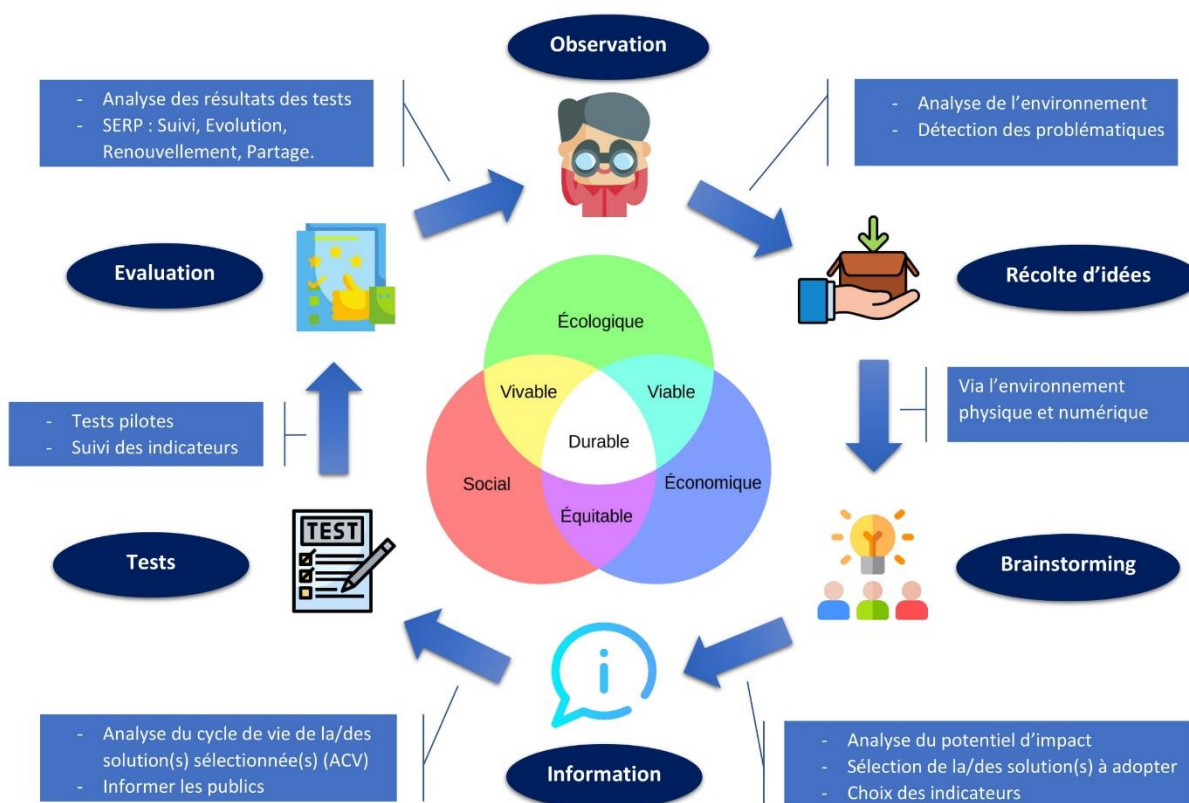 Observation
- Analyse des résultats des tests
- SERP : Suivi, Evolution,
Renouvellement, Partage.
- Analyse de l'environnement
- Détection des problématiques
Evaluation
Récolte d'idées
Écologique
Vivable
Viable
Durable
Social
Économique
Équitable
- Tests pilotes
- Suivi des indicateurs
Via l'environnement
physique et numérique
TEST
Tests
Brainstorming
i
- Analyse du cycle de vie de la/des
solution(s) sélectionnée(s) (ACV)
- Informer les publics
Information
- Analyse du potentiel d'impact
- Sélection de la/des solution(s) à adopter
- Choix des indicateurs